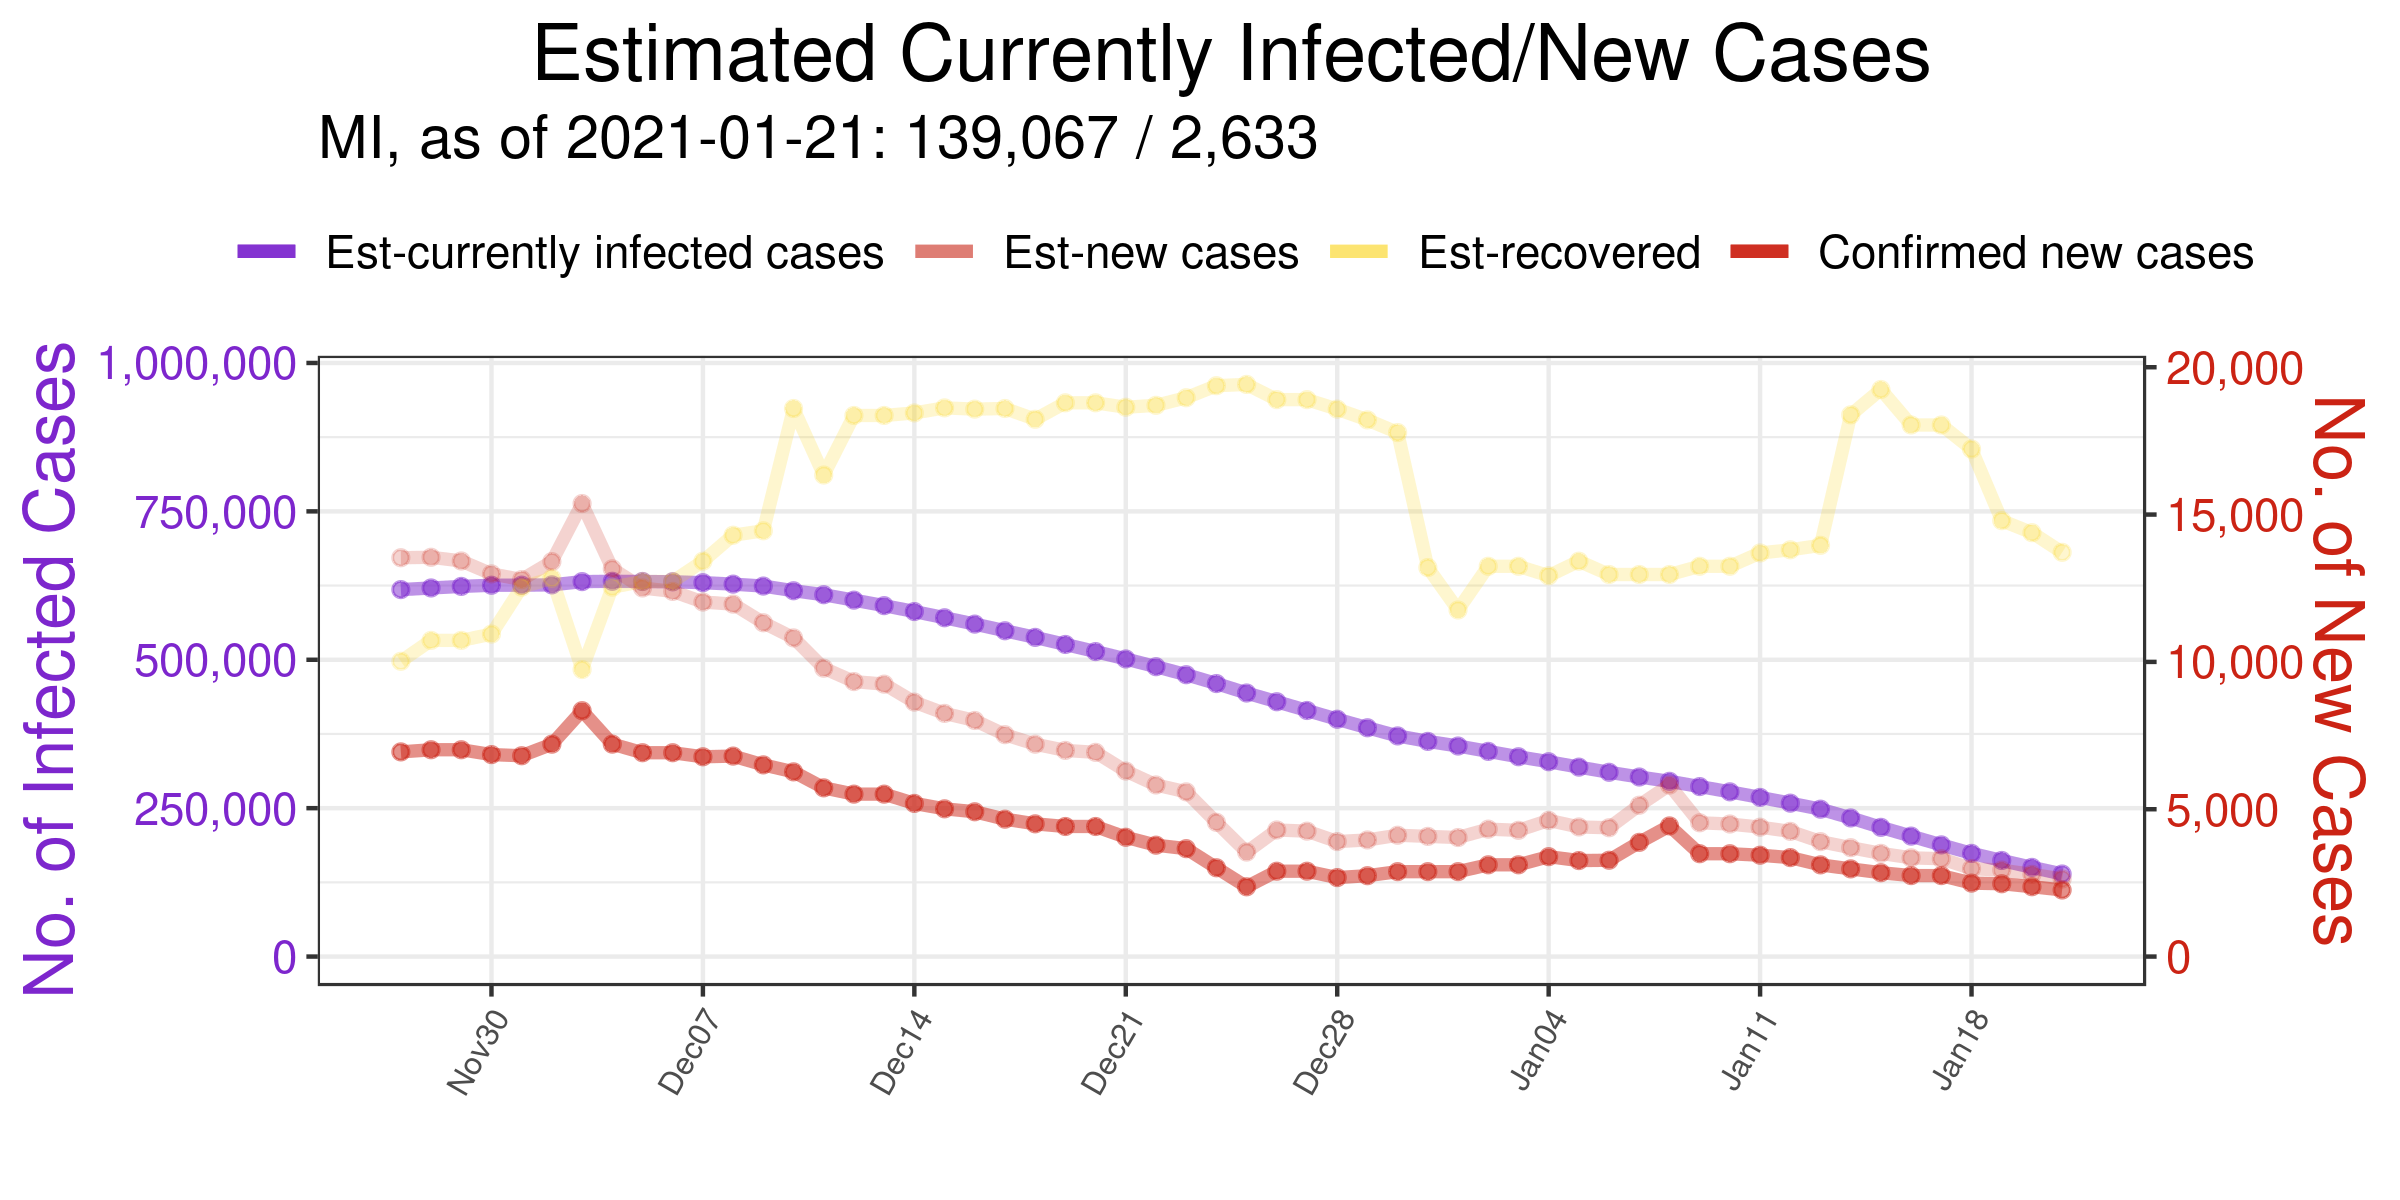 Estimated Currently Infected/New Cases
MI, as of 2021-01-21: 139,067 / 2,633
Est-currently infected cases Est-new cases Est-recovered Confirmed new cases
No. of Infected Cases
1,000,000
750,000
500,000
250,000
0
20,000
15,000
10,000
5,000
0
No. of New Cases
Nov30 Dec07 Dec14 Dec21 Dec28 Jan04 Jan11 Jan18